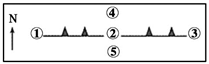 ④
N
① ② ③
⑤